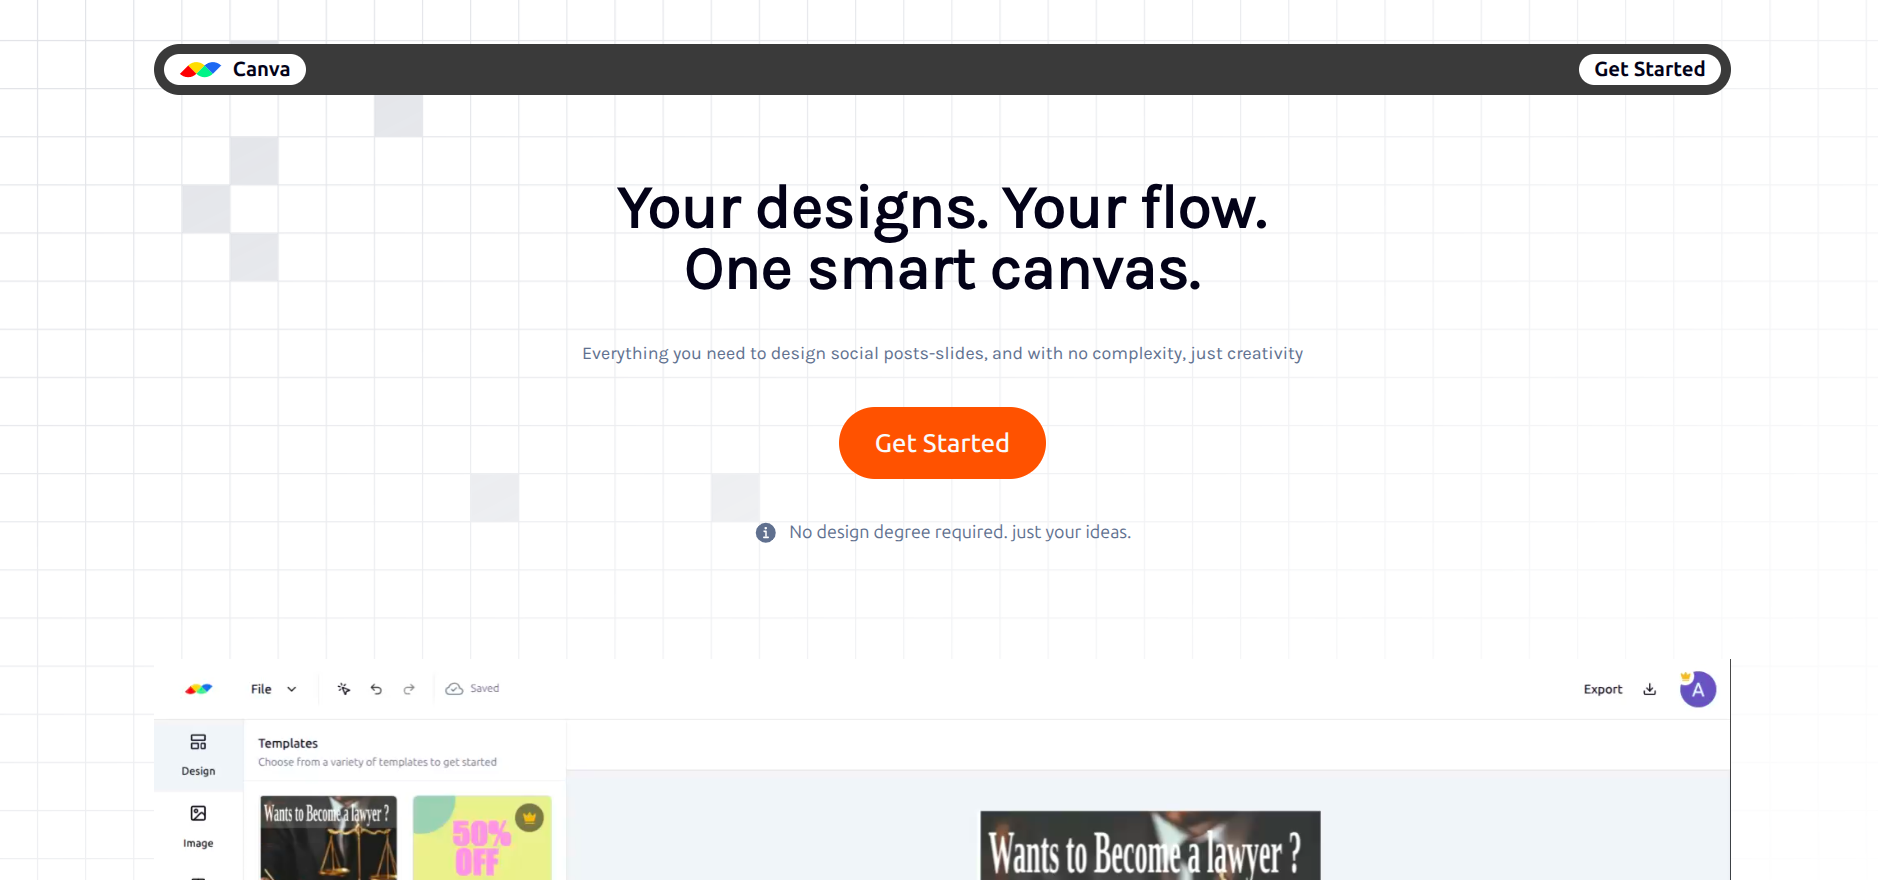 Canva
Get Started
Your designs. Your flow.
One smart canvas.
Everything you need to design social posts-slides, and with no complexity, just creativity
Get Started
No design degree required. just your ideas.
File
Saved
Export
A
Design
Templates
Choose from a variety of templates to get started
Image
Wants to Become a lawyer ?
50%
OFF
Wants to Become a lawyer ?